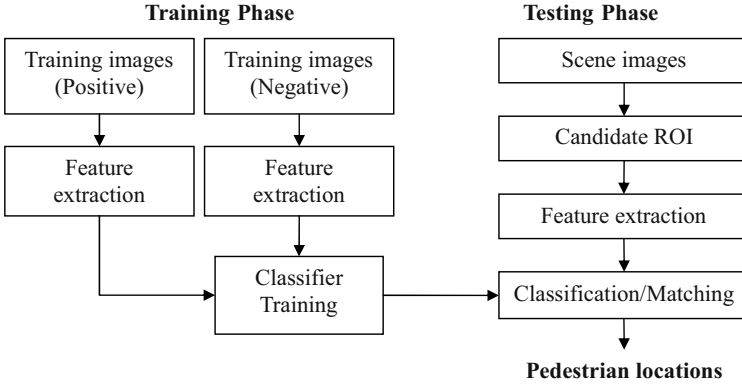 Training Phase
Testing Phase
Training images
(Positive)
Training images
(Negative)
Scene images
Candidate ROI
Feature
extraction
Feature
extraction
Feature extraction
Classifier
Training
Classification/Matching
Pedestrian locations